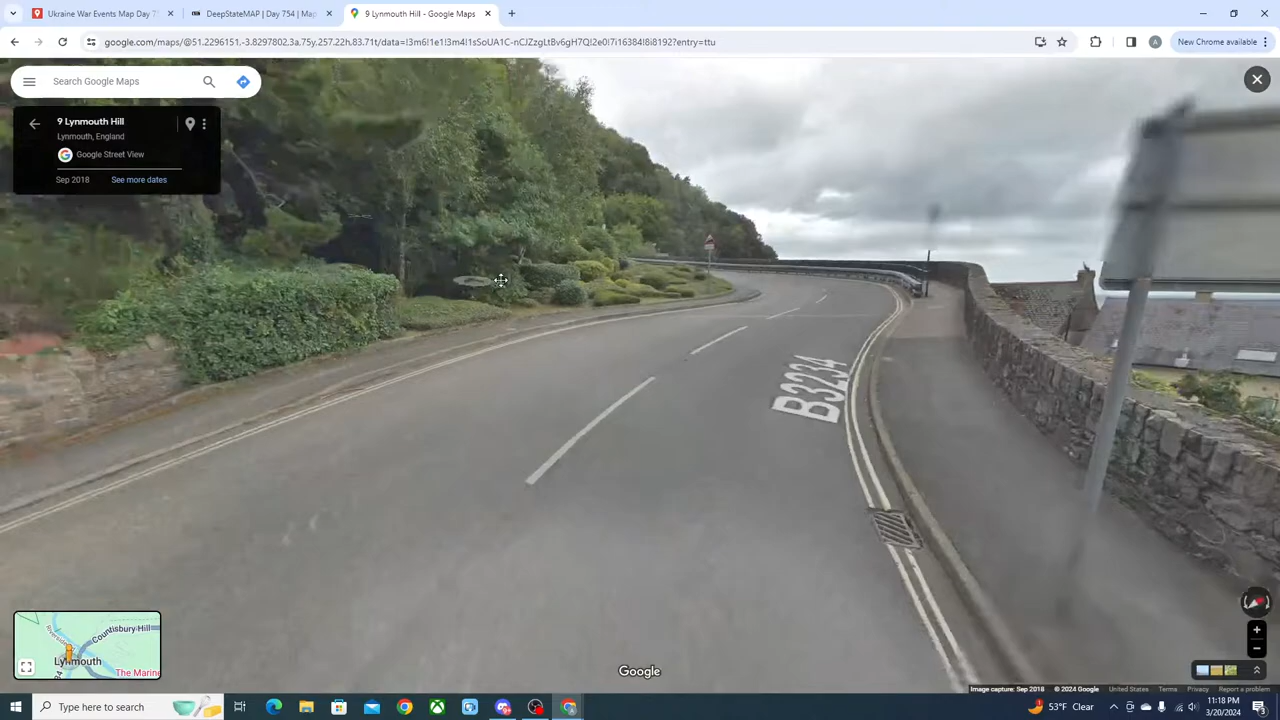 Ukraine War Events Map Day 7
DeepStateMAP | Day 754 | Map
9 Lynmouth Hill - Google Maps
google.com/maps/@51.2296151,-3.8297802,3a,75y,257.22h,83.71t/data=!3m6!1e1!3m4!1sSoUA1C-nCJZzgLtBv6gH7Q!2e0!7i16384!8i8192?entry=ttu
A
New Chrome available
Search Google Maps
9 Lynmouth Hill
Lynmouth, England
Google Street View
Sep 2018
See more dates
B3234
Countisbury Hill
Riverside
Lynmouth
The Marine
Google
Image capture: Sep 2018 © 2024 Google United States Terms Privacy Report a problem
Type here to search
53°F Clear
11:18 PM
3/20/2024